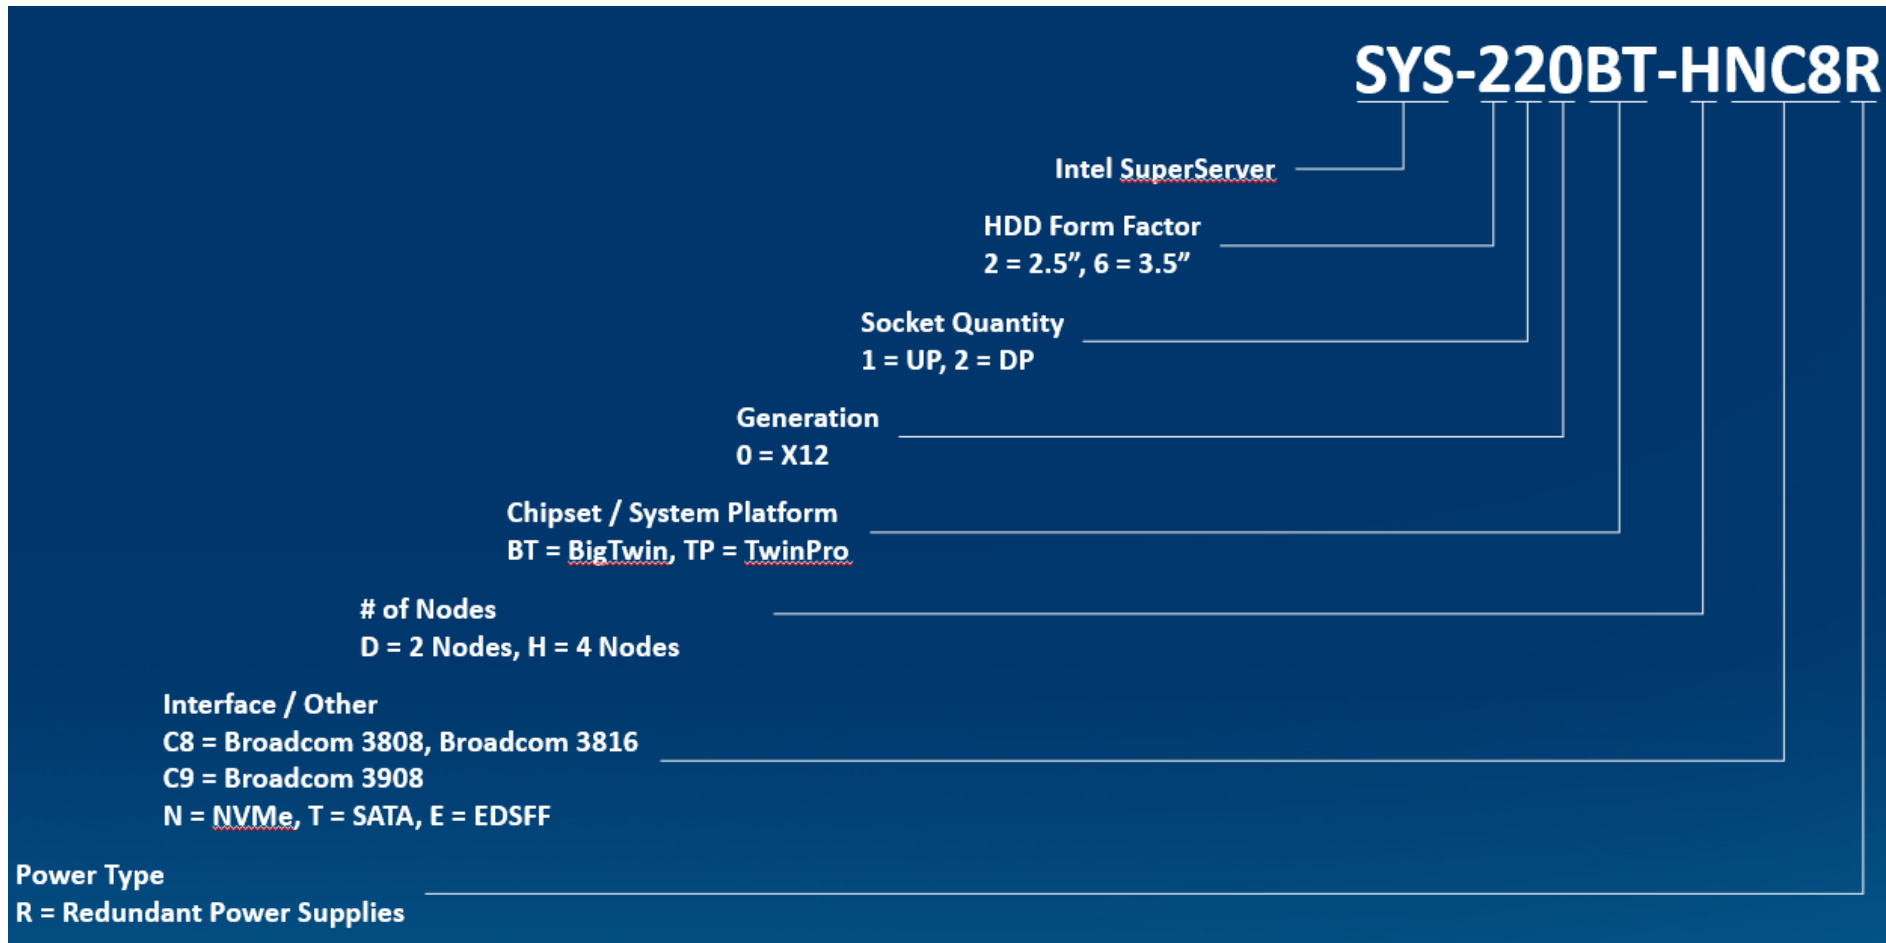 SYS-220BT-HNC8R
Intel SuperServer
HDD Form Factor
2 = 2.5”, 6 = 3.5”
Socket Quantity
1 = UP, 2 = DP
Generation
0 = X12
Chipset / System Platform
BT = BigTwin, TP = TwinPro
# of Nodes
D = 2 Nodes, H = 4 Nodes
Interface / Other
C8 = Broadcom 3808, Broadcom 3816
C9 = Broadcom 3908
N = NVMe, T = SATA, E = EDSFF
Power Type
R = Redundant Power Supplies